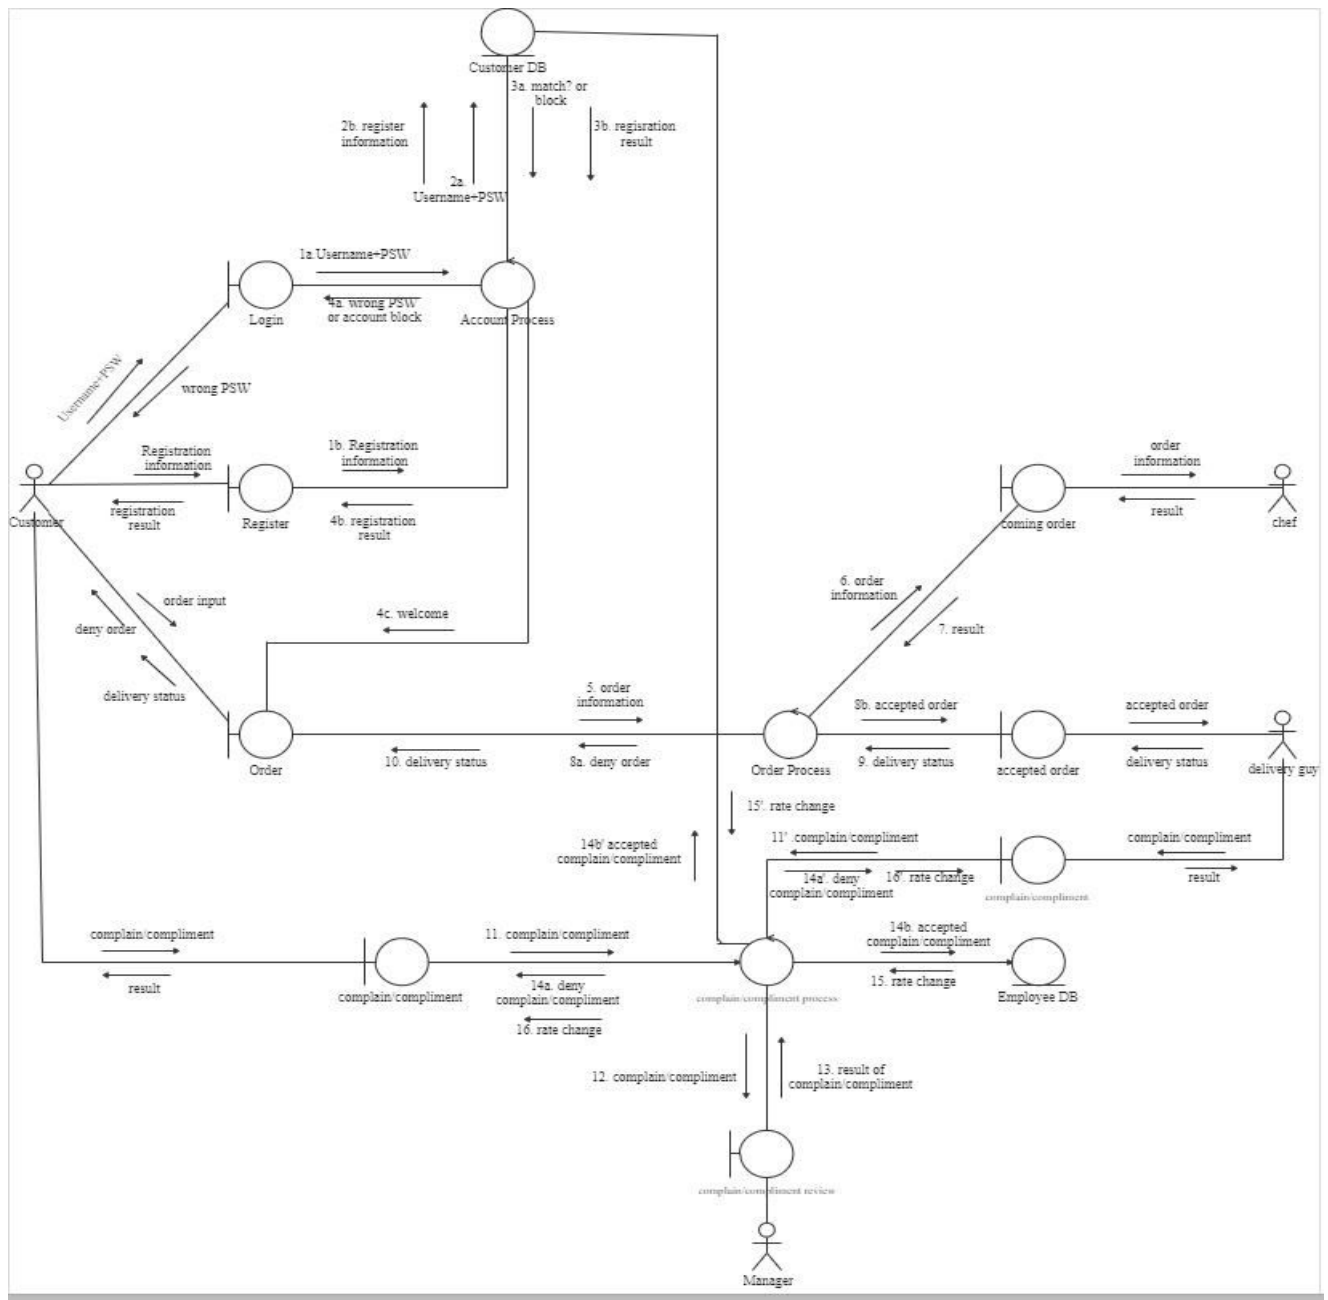 Customer DB
3a. match? or
block
2b. register
information
3b. regisration
result
2a.
Username+PSW
1a.Username+PSW
4a. wrong PSW
or account block
Login
Account Process
Username+PSW
wrong PSW
Registration
information
1b. Registration
information
registration
result
Register
4b. registration
result
Customer
order
information
result
coming order
chef
order input
deny order
delivery status
4c. welcome
6. order
information
7. result
5. order
information
10. delivery status
8a. deny order
Order
Order Process
8b. accepted order
9. delivery status
accepted order
accepted order
delivery status
delivery guy
15'. rate change
14b' accepted
complain/compliment
11' .complain/compliment
14a'. deny
complain/compliment
16'. rate change
complain/compliment
result
complain/compliment
complain/compliment
result
complain/compliment
11. complain/compliment
14a. deny
complain/compliment
16. rate change
complain/compliment process
14b. accepted
complain/compliment
15. rate change
Employee DB
12. complain/compliment
13. result of
complain/compliment
complain/compliment review
Manager